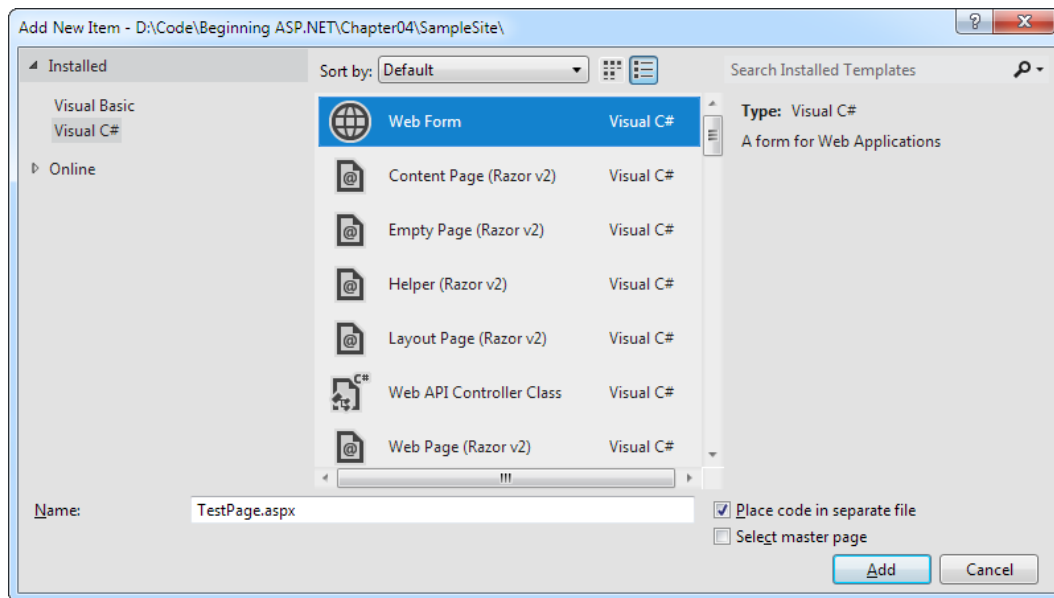 Add New Item - D:\Code\Beginning ASP.NET\Chapter04\SampleSite\
Installed
Visual Basic
Visual C#
Online
Sort by: Default
Web Form Visual C#
Content Page (Razor v2) Visual C#
Empty Page (Razor v2) Visual C#
Helper (Razor v2) Visual C#
Layout Page (Razor v2) Visual C#
C#
Web API Controller Class Visual C#
Web Page (Razor v2) Visual C#
Search Installed Templates
Type: Visual C#
A form for Web Applications
Name: TestPage.aspx
Place code in separate file
Select master page
Add Cancel